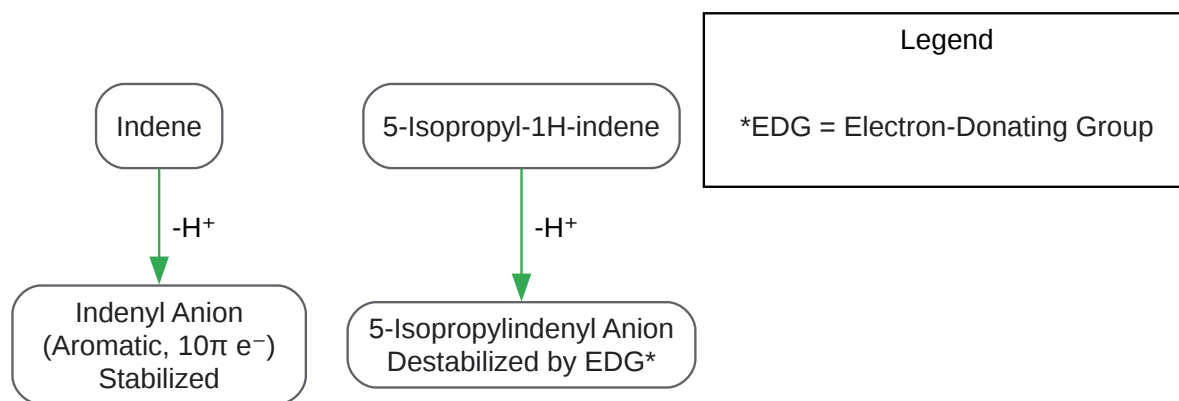 Legend
*EDG = Electron-Donating Group
Indene
5-Isopropyl-1H-indene
-H⁺
-H⁺
Indenyl Anion
(Aromatic, 10π e⁻)
Stabilized
5-Isopropylindenyl Anion
Destabilized by EDG*